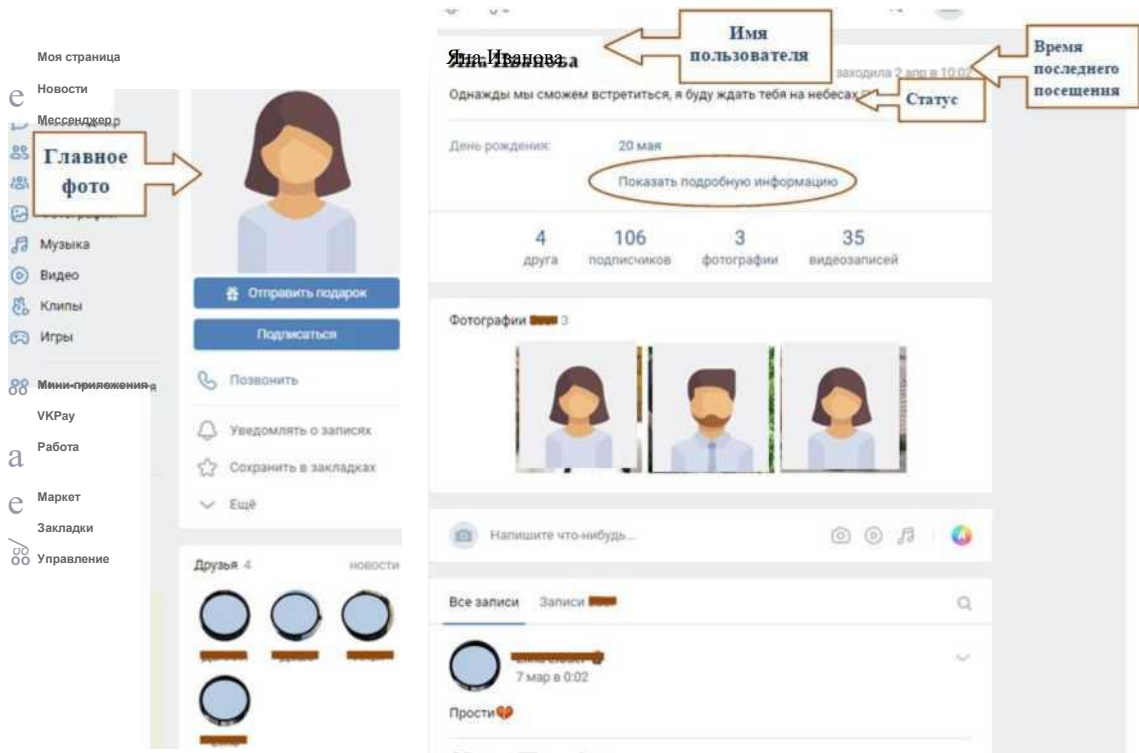 Моя страница
Новости
Мессенджер
Главное
фото
Музыка
Видео
Клипы
Игры
Мини-приложения
VKPay
Работа
Маркет
Закладки
Управление
Отправить подарок
Подписаться
Позвонить
Уведомлять о записях
Сохранить в закладках
Ещё
Друзья 4 новости
Имя
пользователя
Яна Иванова
заходила 2 апр в 10:02
Время
последнего
посещения
Однажды мы сможем встретиться, я буду ждать тебя на небесах
Статус
День рождения: 20 мая
Показать подробную информацию
4 106 3 35
друга подписчиков фотографии видеозаписей
Фотографии 3
Напишите что-нибудь...
Все записи Записи
7 мар в 0:02
Прости💔